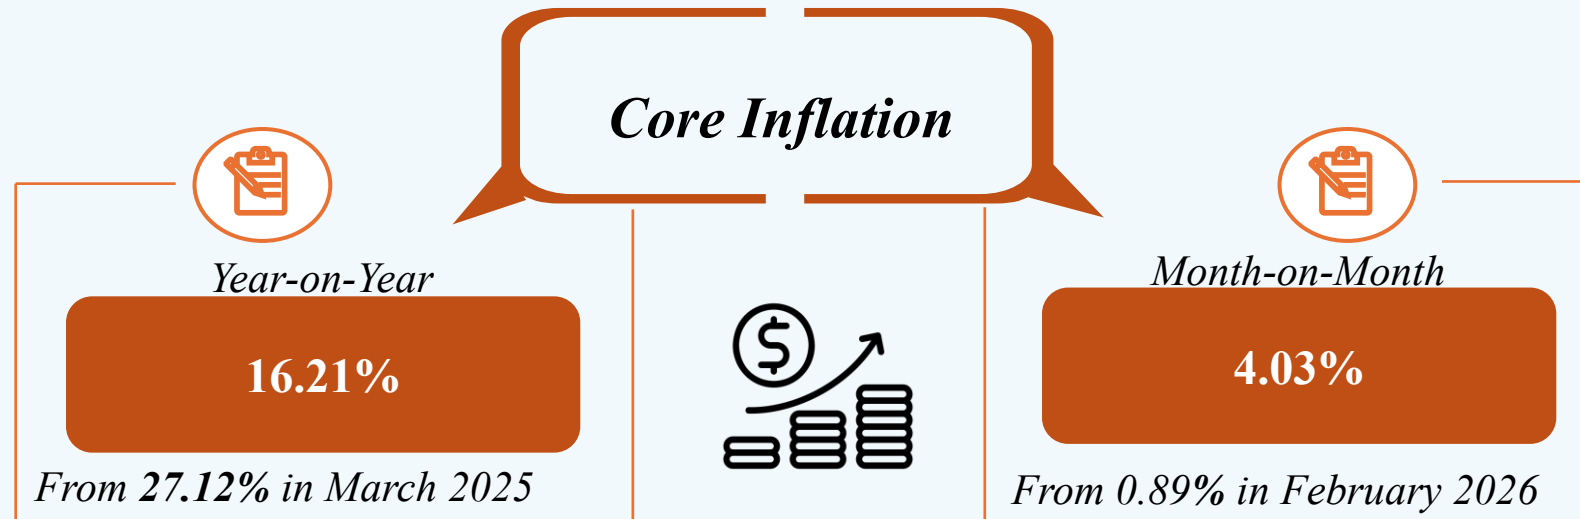 Core Inflation
Year-on-Year
16.21%
From 27.12% in March 2025
$
Month-on-Month
4.03%
From 0.89% in February 2026